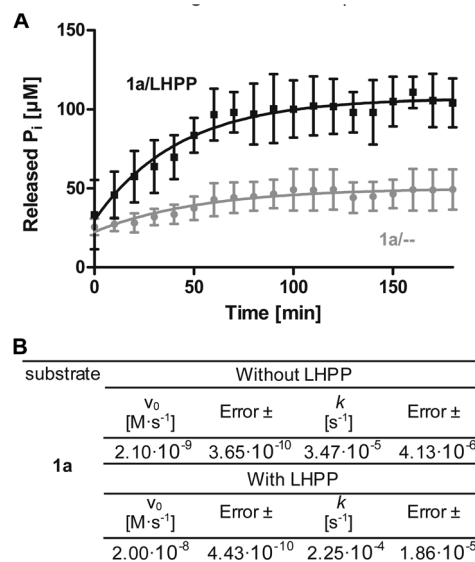 A
150
1a/LHPP
100
Released Pi [µM]
50
1a/--
0
0 50 100 150
Time [min]
B
substrate Without LHPP
v0 [M·s-1] Error ± k [s-1] Error ±
2.10·10-9 3.65·10-10 3.47·10-5 4.13·10-6
1a
With LHPP
v0 [M·s-1] Error ± k [s-1] Error ±
2.00·10-8 4.43·10-10 2.25·10-4 1.86·10-5